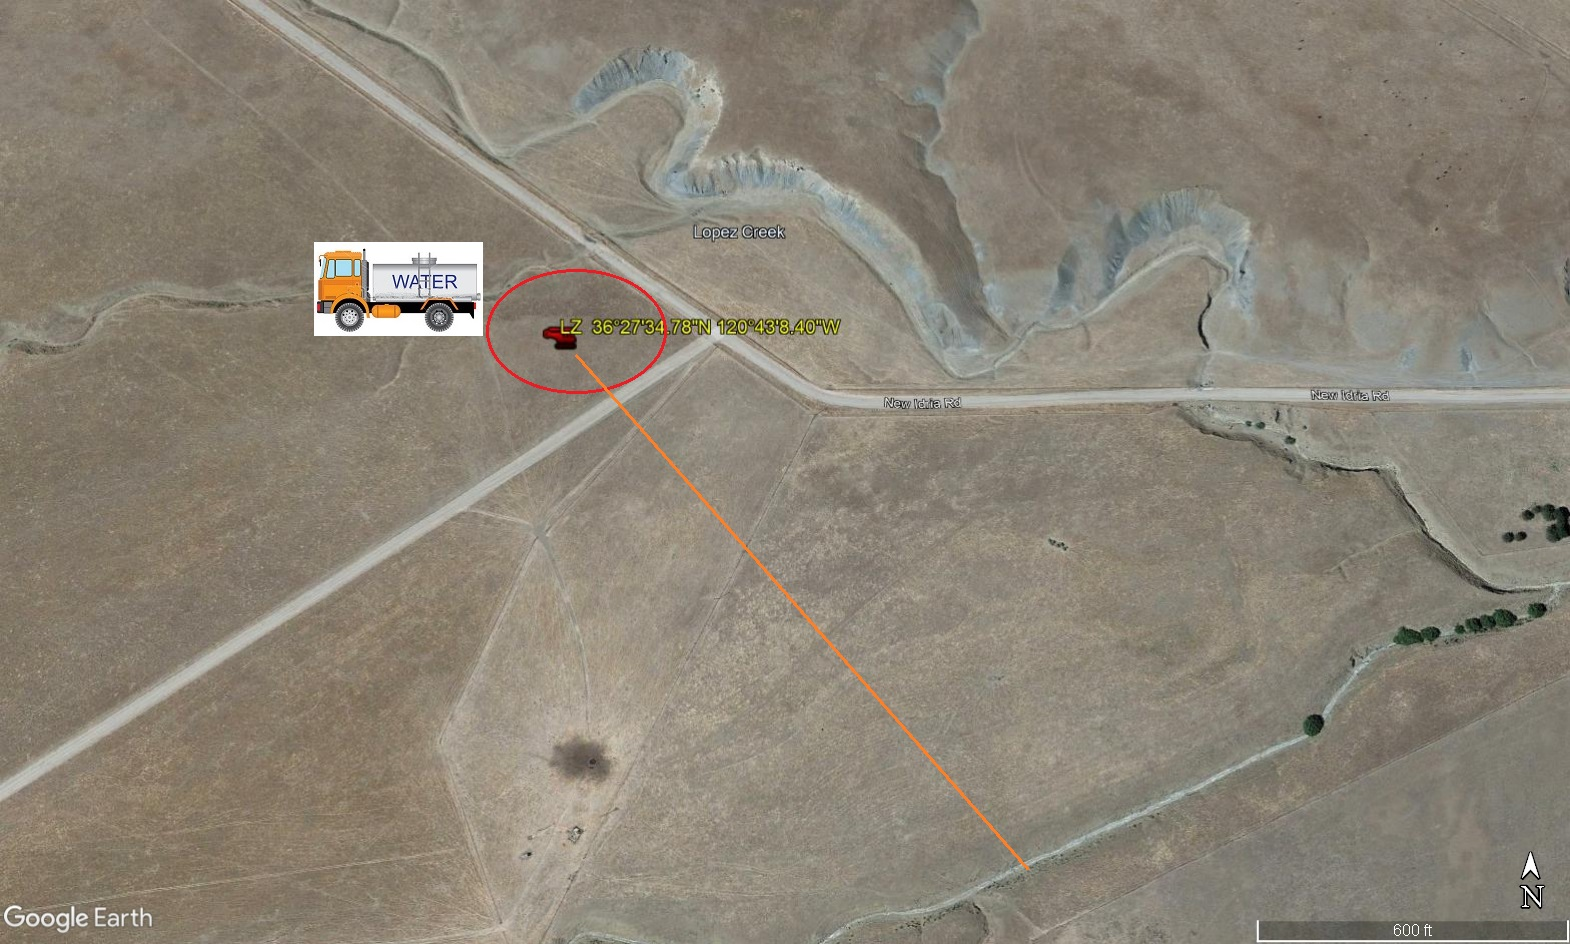 Lopez Creek
WATER
LZ 36°27'34.78"N 120°43'8.40"W
New Idria Rd
New Idria Rd
N
Google Earth
600 ft